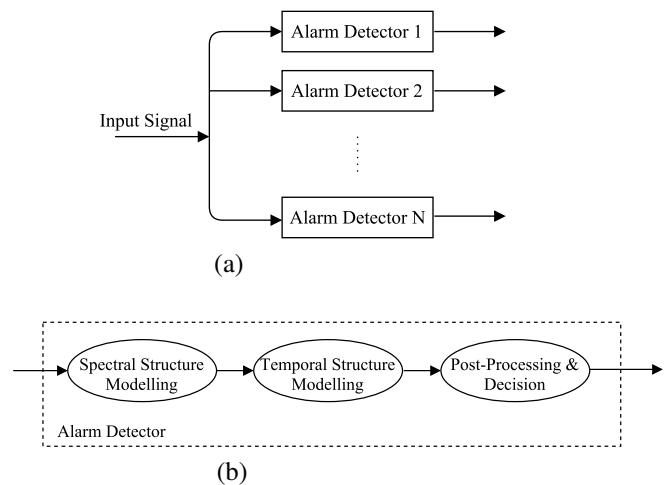 Alarm Detector 1
Alarm Detector 2
Input Signal
Alarm Detector N
(a)
Spectral Structure
Modelling
Temporal Structure
Modelling
Post-Processing &
Decision
Alarm Detector
(b)